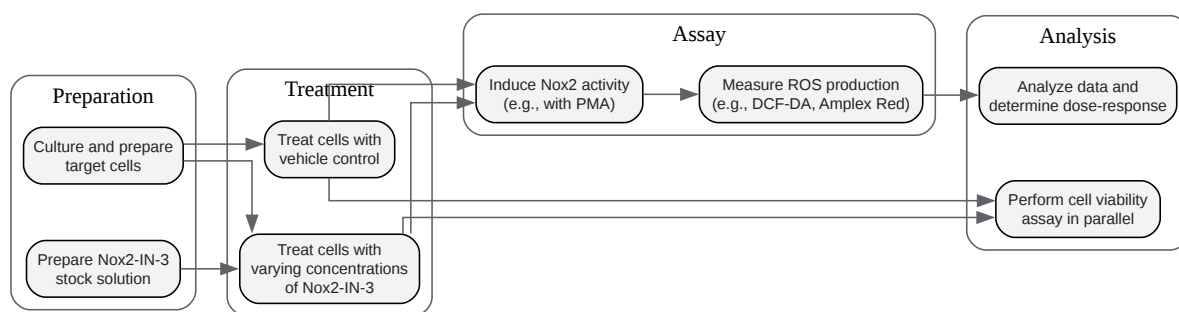 Preparation
Culture and prepare
target cells
Prepare Nox2-IN-3
stock solution
Treatment
Treat cells with
vehicle control
Treat cells with
varying concentrations
of Nox2-IN-3
Assay
Induce Nox2 activity
(e.g., with PMA)
Measure ROS production
(e.g., DCF-DA, Amplex Red)
Analysis
Analyze data and
determine dose-response
Perform cell viability
assay in parallel